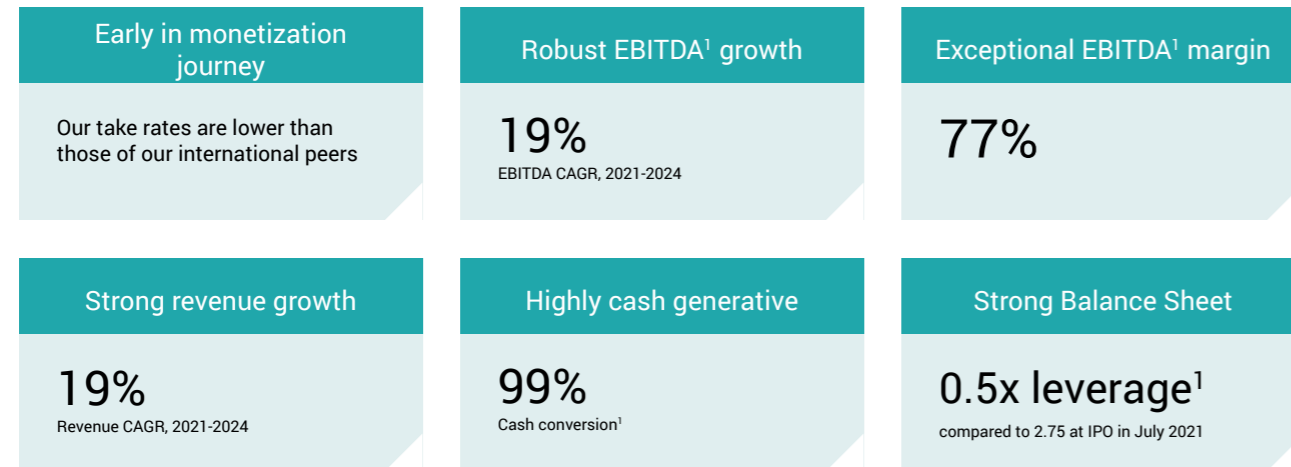 Early in monetization
journey
Our take rates are lower than
those of our international peers
Robust EBITDA¹ growth
19%
EBITDA CAGR, 2021-2024
Exceptional EBITDA¹ margin
77%
Strong revenue growth
19%
Revenue CAGR, 2021-2024
Highly cash generative
99%
Cash conversion¹
Strong Balance Sheet
0.5x leverage¹
compared to 2.75 at IPO in July 2021